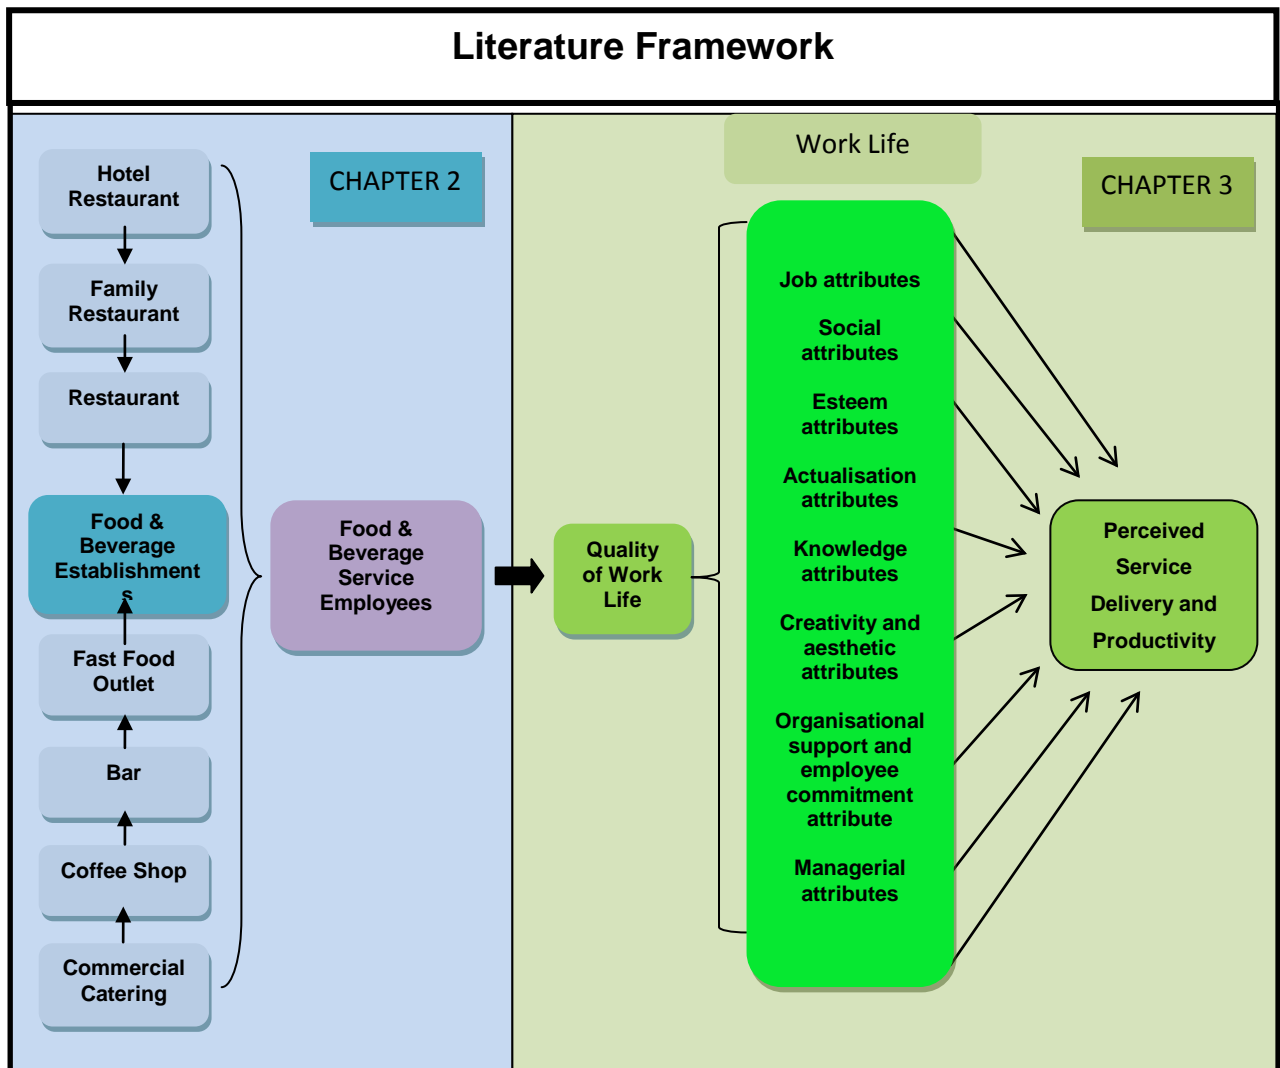 Literature Framework
CHAPTER 2
Hotel
Restaurant
Family
Restaurant
Restaurant
Food &
Beverage
Establishment
s
Fast Food
Outlet
Bar
Coffee Shop
Commercial
Catering
Food &
Beverage
Service
Employees
Work Life
CHAPTER 3
Quality
of Work
Life
Job attributes
Social
attributes
Esteem
attributes
Actualisation
attributes
Knowledge
attributes
Creativity and
aesthetic
attributes
Organisational
support and
employee
commitment
attribute
Managerial
attributes
Perceived
Service
Delivery and
Productivity